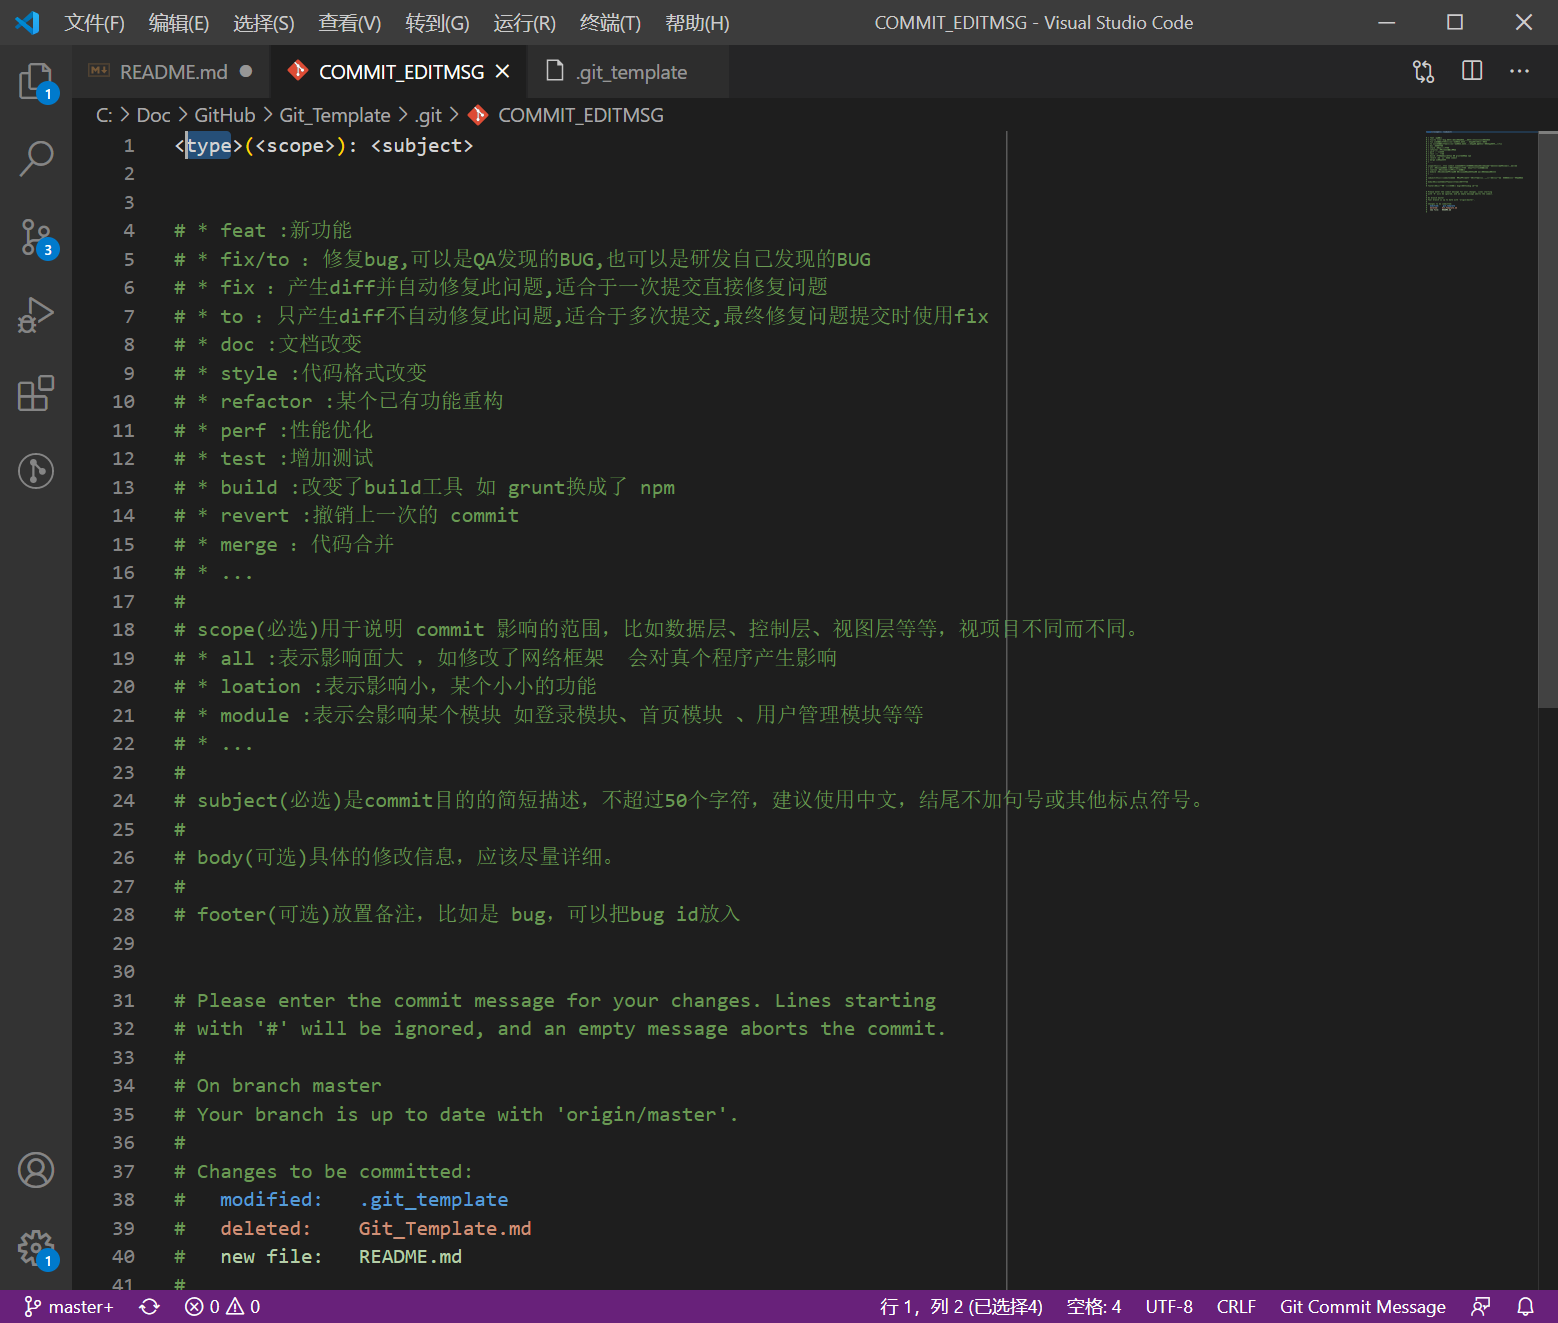 文件(F) 编辑(E) 选择(S) 查看(V) 转到(G) 运行(R) 终端(T) 帮助(H) COMMIT_EDITMSG - Visual Studio Code
README.md COMMIT_EDITMSG .git_template
C: > Doc > GitHub > Git_Template > .git > COMMIT_EDITMSG
1 <type>(<scope>): <subject>
2
3
4 # * feat :新功能
5 # * fix/to : 修复bug,可以是QA发现的BUG,也可以是研发自己发现的BUG
6 # * fix : 产生diff并自动修复此问题,适合于一次提交直接修复问题
7 # * to : 只产生diff不自动修复此问题,适合于多次提交,最终修复问题提交时使用fix
8 # * doc :文档改变
9 # * style :代码格式改变
10 # * refactor :某个已有功能重构
11 # * perf :性能优化
12 # * test :增加测试
13 # * build :改变了build工具 如 grunt换成了 npm
14 # * revert :撤销上一次的 commit
15 # * merge : 代码合并
16 # * ...
17 #
18 # scope(必选)用于说明 commit 影响的范围，比如数据层、控制层、视图层等等，视项目不同而不同。
19 # * all :表示影响面大 ，如修改了网络框架  会对真个程序产生影响
20 # * loation :表示影响小，某个小小的功能
21 # * module :表示会影响某个模块 如登录模块、首页模块 、用户管理模块等等
22 # * ...
23 #
24 # subject(必选)是commit目的的简短描述，不超过50个字符，建议使用中文，结尾不加句号或其他标点符号。
25 #
26 # body(可选)具体的修改信息，应该尽量详细。
27 #
28 # footer(可选)放置备注，比如是 bug，可以把bug id放入
29
30
31 # Please enter the commit message for your changes. Lines starting
32 # with '#' will be ignored, and an empty message aborts the commit.
33 #
34 # On branch master
35 # Your branch is up to date with 'origin/master'.
36 #
37 # Changes to be committed:
38 #   modified:   .git_template
39 #   deleted:    Git_Template.md
40 #   new file:   README.md
41 #
1
3
1
master+ 0 0 行 1，列 2 (已选择4) 空格: 4 UTF-8 CRLF Git Commit Message